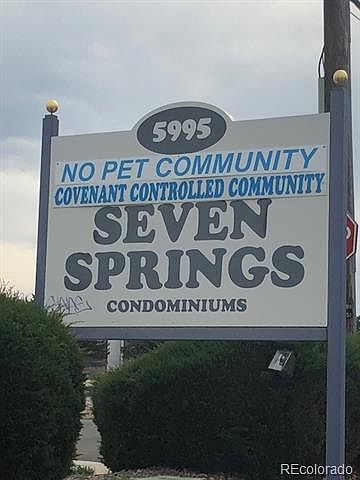 5995
NO PET COMMUNITY
COVENANT CONTROLLED COMMUNITY
SEVEN
SPRINGS
CONDOMINIUMS
REcolorado